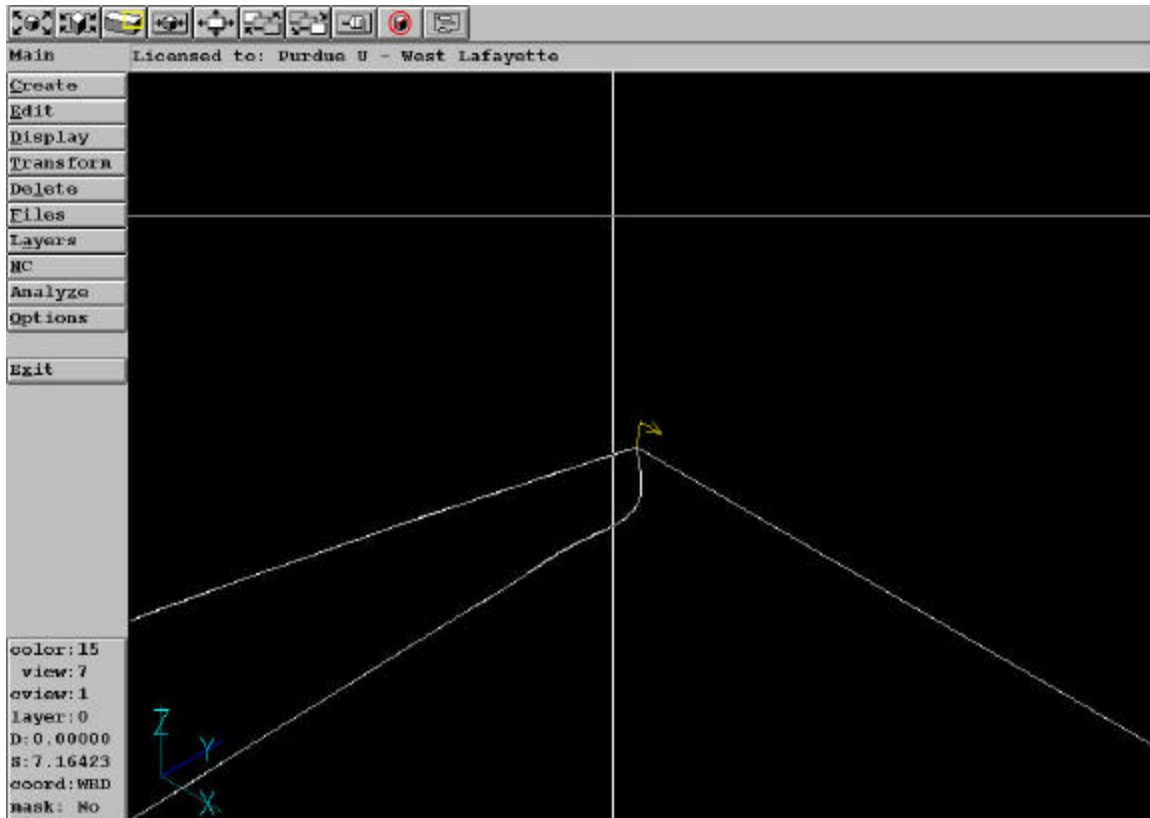 Main
Licensed to: Purdue U - West Lafayette
Create
Edit
Display
Transform
Delete
Files
Layers
NC
Analyze
Options
Exit
color:15
view:7
cview:1
layer:0
D:0.00000
S:7.16423
coord:WRD
mask: No
Z
Y
X